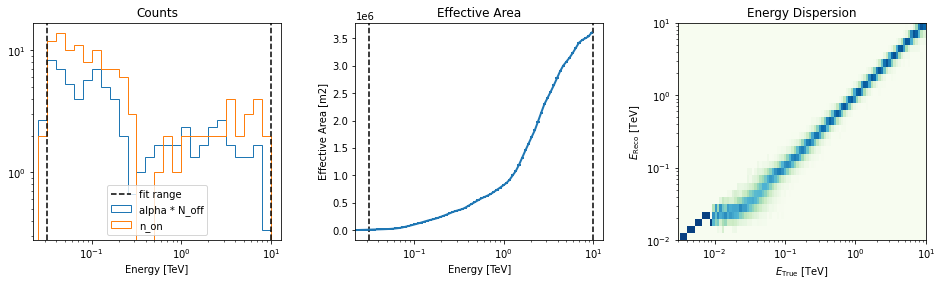 Counts
10¹
10⁰
10⁻¹
10⁰
10¹
Energy [TeV]
fit range
alpha * N_off
n_on
Effective Area
1e6
3.5
3.0
2.5
2.0
1.5
1.0
0.5
0.0
Effective Area [m2]
10⁻¹
10⁰
10¹
Energy [TeV]
Energy Dispersion
10¹
10⁰
10⁻¹
10⁻²
E_Reco [TeV]
10⁻²
10⁻¹
10⁰
10¹
E_True [TeV]